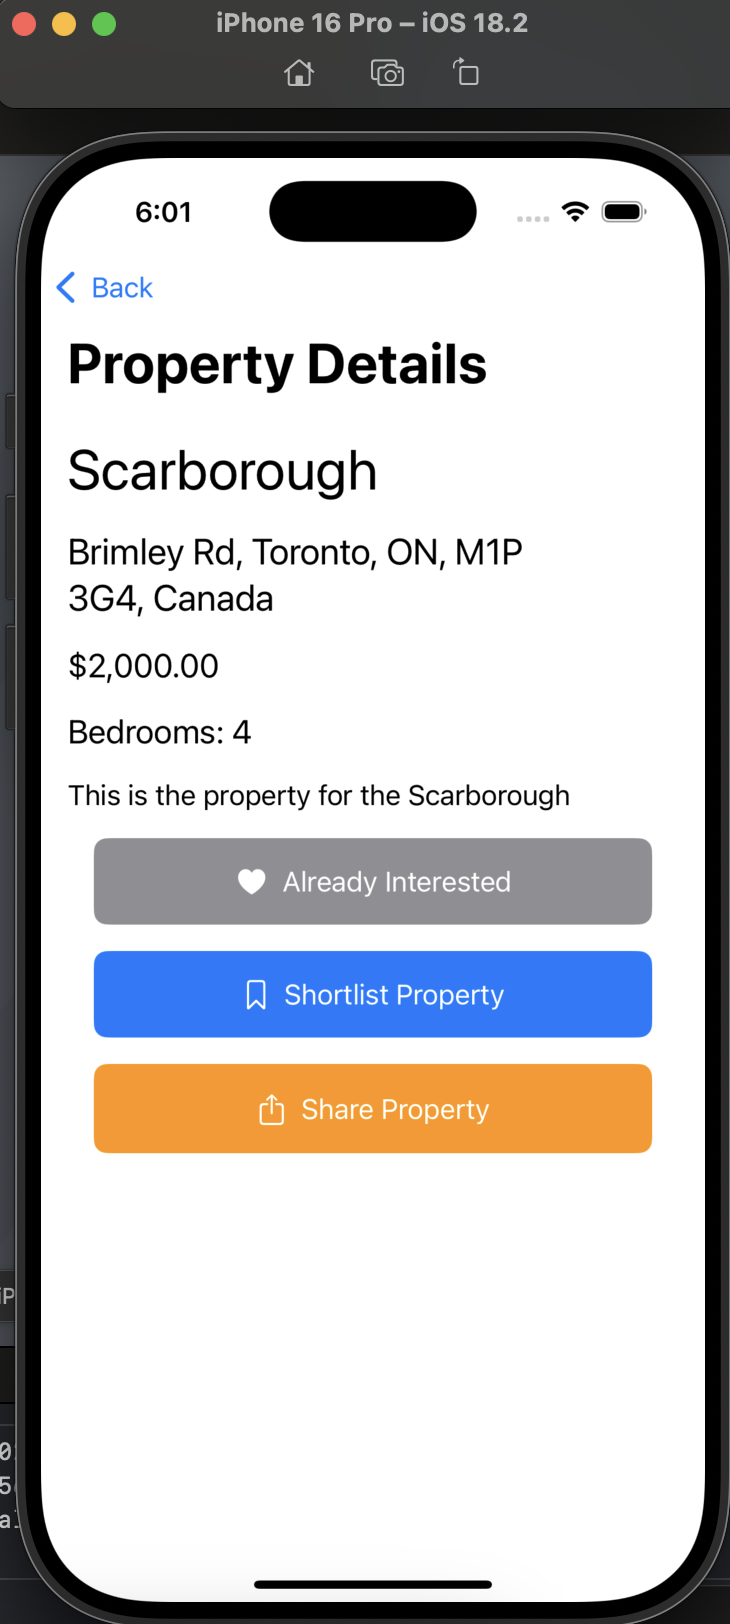 iPhone 16 Pro – iOS 18.2
6:01
Back
Property Details
Scarborough
Brimley Rd, Toronto, ON, M1P
3G4, Canada
$2,000.00
Bedrooms: 4
This is the property for the Scarborough
Already Interested
Shortlist Property
Share Property